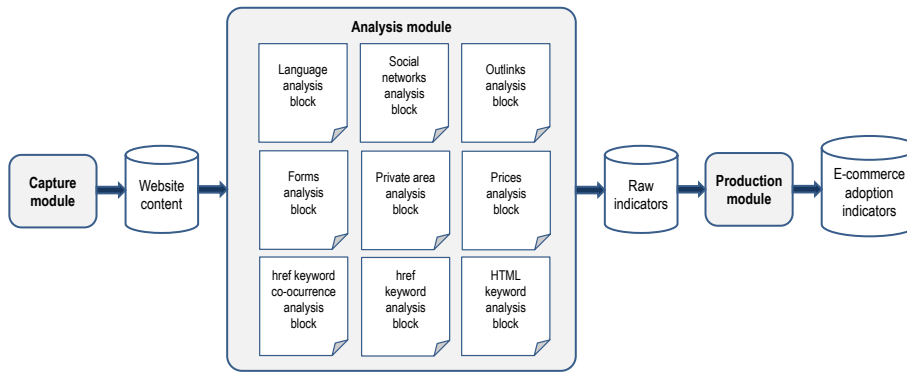 Analysis module
Language
analysis
block
Social
networks
analysis
block
Outlinks
analysis
block
Capture
module
Website
content
Forms
analysis
block
Private area
analysis
block
Prices
analysis
block
Raw
indicators
Production
module
E-commerce
adoption
indicators
href keyword
co-ocurrence
analysis
block
href
keyword
analysis
block
HTML
keyword
analysis
block